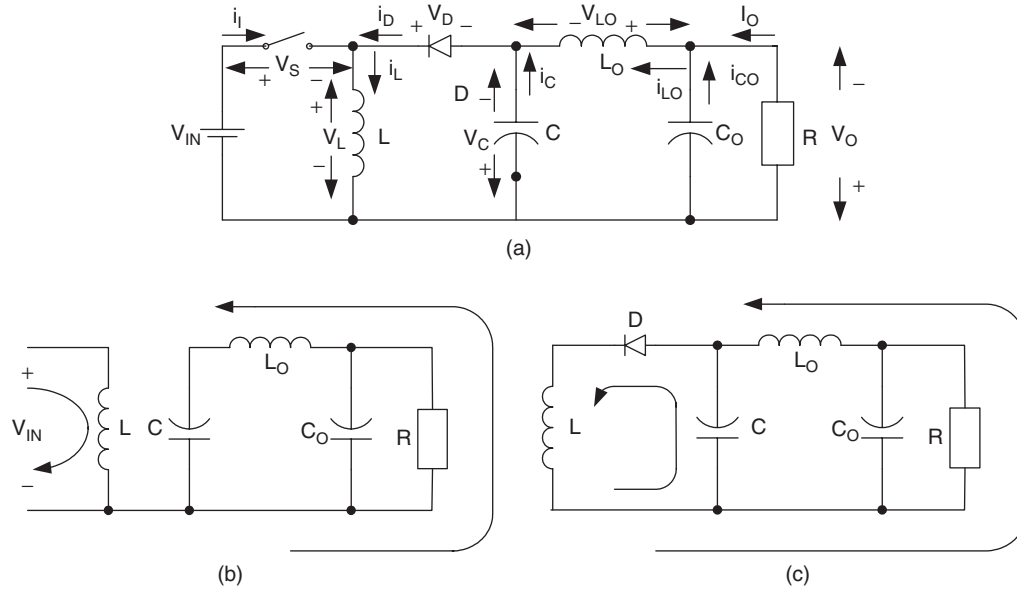 i_I
i_D
V_D
V_LO
I_O
+
−
−
+
V_S
+
−
i_L
L_O
i_LO
i_C
i_CO
D
−
−
V_IN
+
V_L
−
L
V_C
C
+
C_O
R
V_O
+
(a)
L_O
+
V_IN
−
L
C
C_O
R
(b)
D
L_O
L
C
C_O
R
(c)